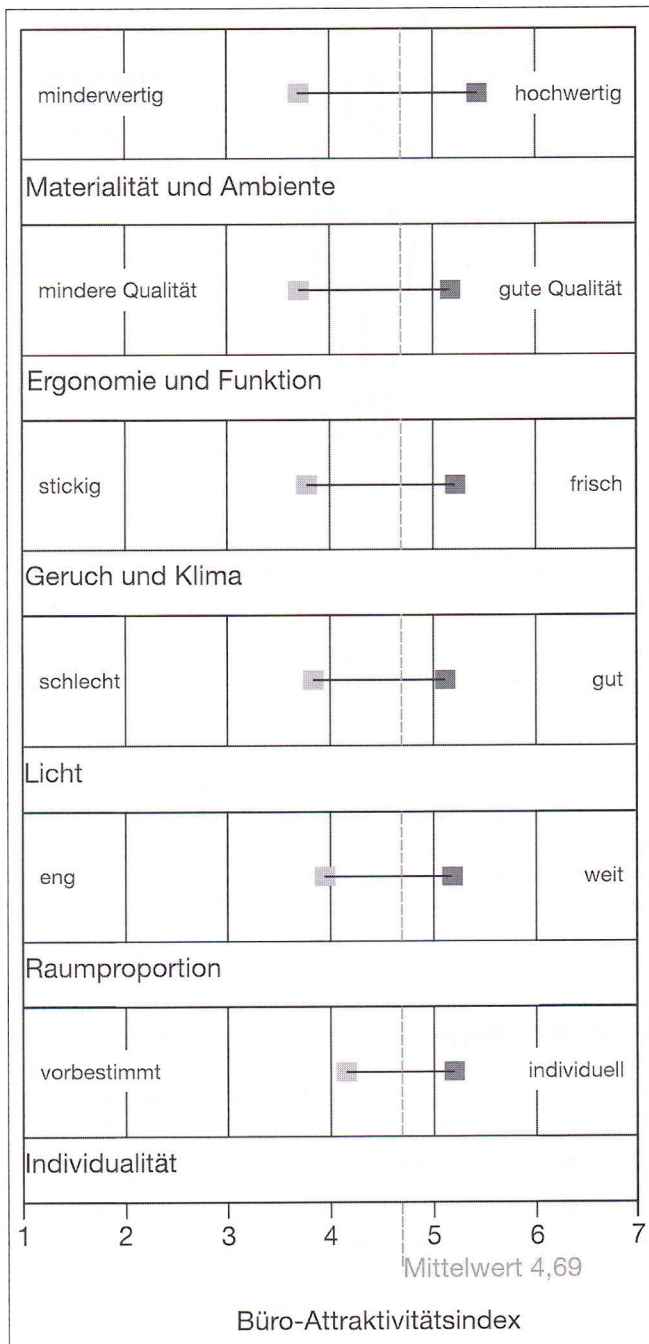 minderwertig hochwertig
Materialität und Ambiente
mindere Qualität gute Qualität
Ergonomie und Funktion
stickig frisch
Geruch und Klima
schlecht gut
Licht
eng weit
Raumproportion
vorbestimmt individuell
Individualität
1 2 3 4 5 6 7
Mittelwert 4,69
Büro-Attraktivitätsindex